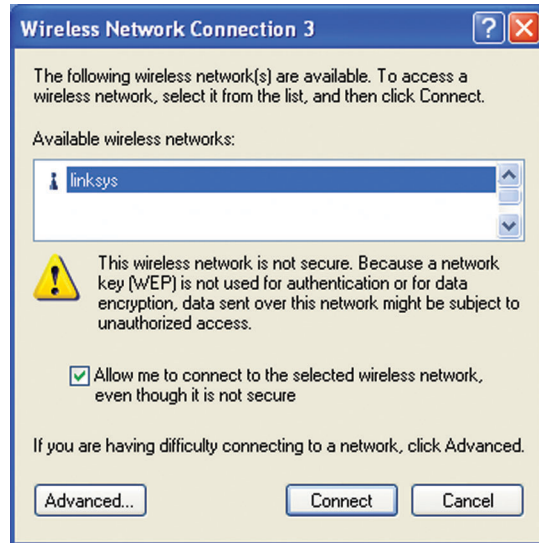 Wireless Network Connection 3
?
The following wireless network(s) are available. To access a
wireless network, select it from the list, and then click Connect.
Available wireless networks:
linksys
This wireless network is not secure. Because a network
key (WEP) is not used for authentication or for data
encryption, data sent over this network might be subject to
unauthorized access.
Allow me to connect to the selected wireless network,
even though it is not secure
If you are having difficulty connecting to a network, click Advanced.
Advanced... Connect Cancel